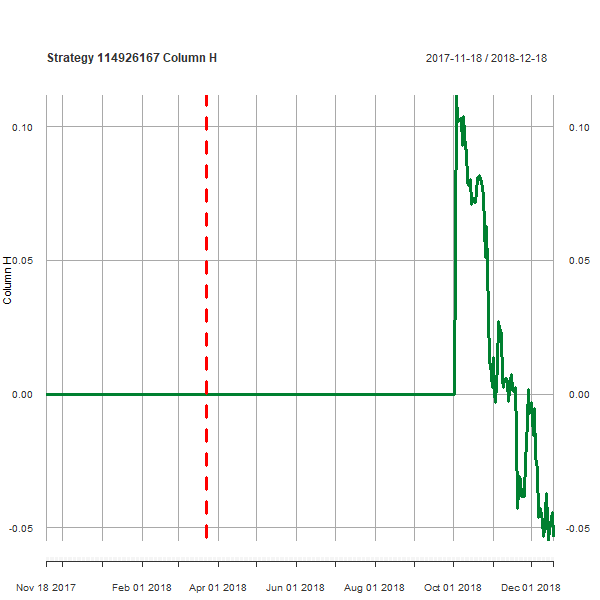 Strategy 114926167 Column H
2017-11-18 / 2018-12-18
0.10
0.10
0.05
0.05
Column H
0.00
0.00
-0.05
-0.05
Nov 18 2017
Feb 01 2018
Apr 01 2018
Jun 01 2018
Aug 01 2018
Oct 01 2018
Dec 01 2018